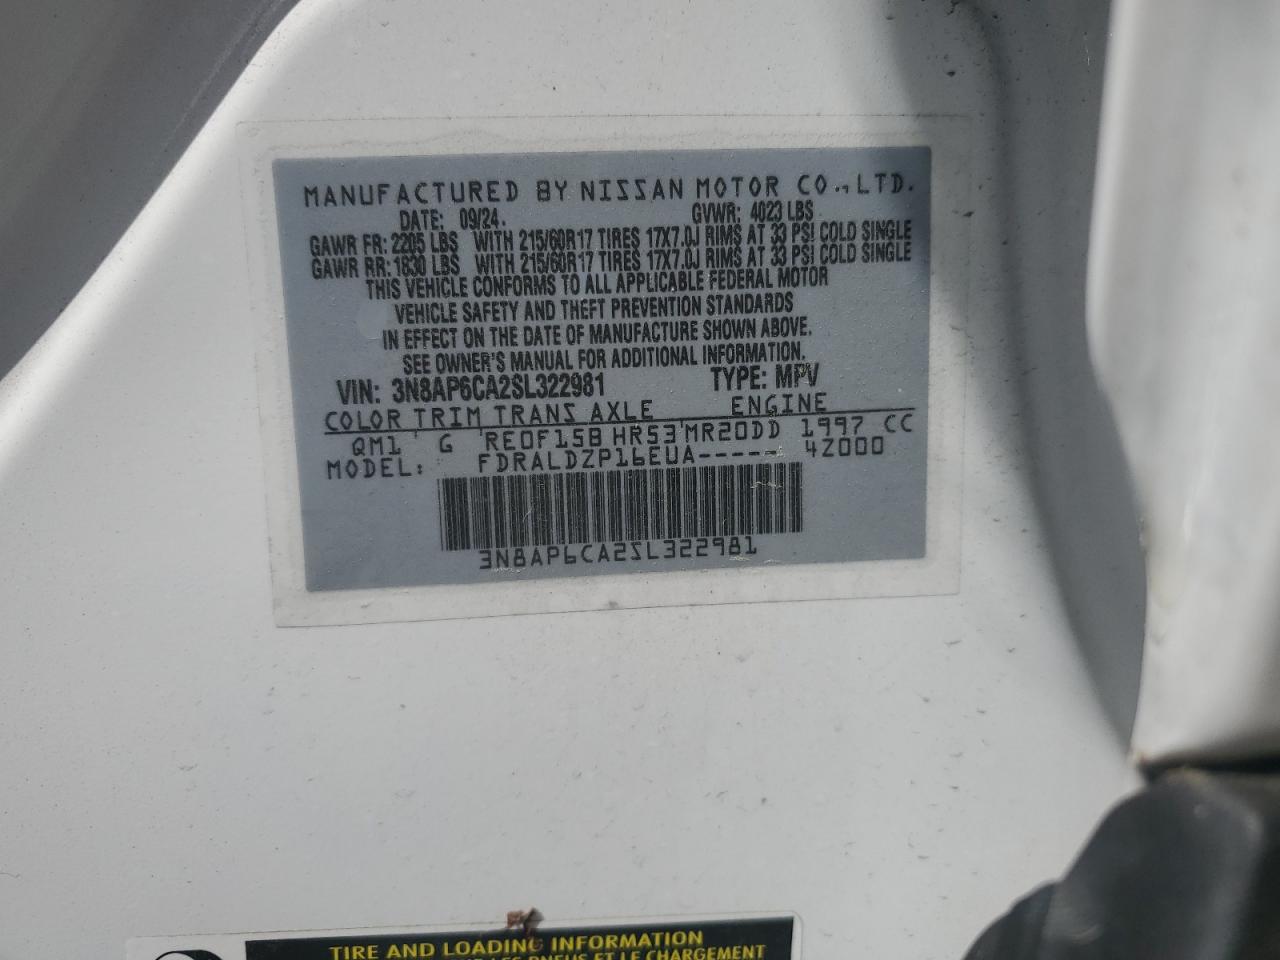 MANUFACTURED BY NISSAN MOTOR CO., LTD.
DATE: 09/24. GVWR: 4023 LBS
GAWR FR: 2205 LBS WITH 215/60R17 TIRES 17X7.0J RIMS AT 33 PSI COLD SINGLE
GAWR RR: 1830 LBS WITH 215/60R17 TIRES 17X7.0J RIMS AT 33 PSI COLD SINGLE
THIS VEHICLE CONFORMS TO ALL APPLICABLE FEDERAL MOTOR
VEHICLE SAFETY AND THEFT PREVENTION STANDARDS
IN EFFECT ON THE DATE OF MANUFACTURE SHOWN ABOVE.
SEE OWNER'S MANUAL FOR ADDITIONAL INFORMATION.
VIN: 3N8AP6CA2SL322981 TYPE: MPV
COLOR TRIM TRANS AXLE ENGINE
QM1 G RE0F15B HR53 MR20DD 1997 CC
MODEL: FDRALDZP16EUA----- 4Z000
3N8AP6CA2SL322981
TIRE AND LOADING INFORMATION
LES PNEUS ET LE CHARGEMENT